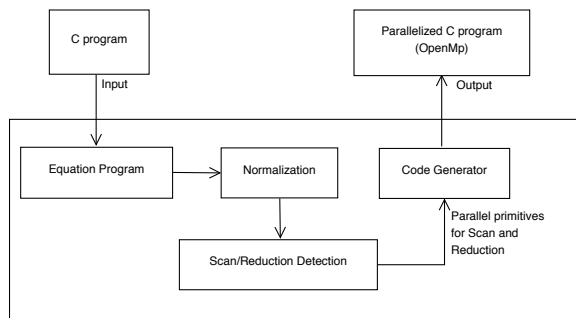 C program
Parallelized C program
(OpenMp)
Input
Output
Equation Program
Normalization
Code Generator
Parallel primitives
for Scan and
Reduction
Scan/Reduction Detection